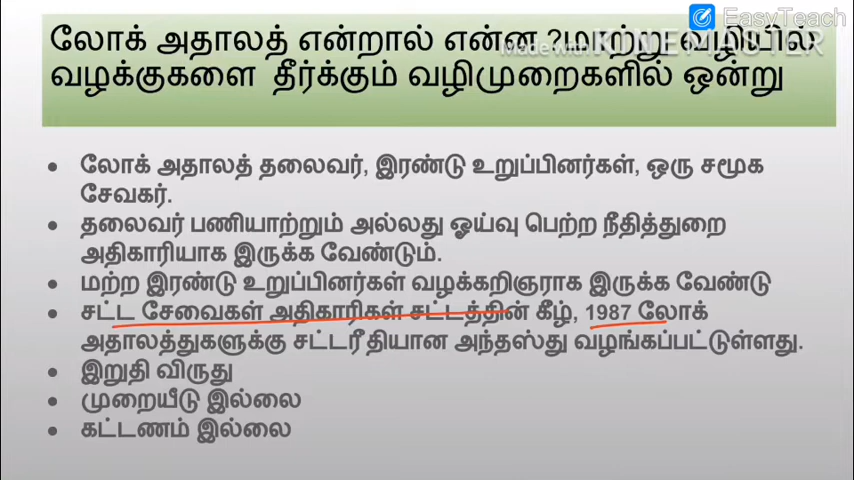 EasyTeach
Made with KINEMASTER
லோக் அதாலத் என்றால் என்ன ?மாற்று வழியில்
வழக்குகளை தீர்க்கும் வழிமுறைகளில் ஒன்று
லோக் அதாலத் தலைவர், இரண்டு உறுப்பினர்கள், ஒரு சமூக
சேவகர்.
தலைவர் பணியாற்றும் அல்லது ஓய்வு பெற்ற நீதித்துறை
அதிகாரியாக இருக்க வேண்டும்.
மற்ற இரண்டு உறுப்பினர்கள் வழக்கறிஞராக இருக்க வேண்டு
சட்ட சேவைகள் அதிகாரிகள் சட்டத்தின் கீழ், 1987 லோக்
அதாலத்துகளுக்கு சட்டரீதியான அந்தஸ்து வழங்கப்பட்டுள்ளது.
இறுதி விருது
முறையீடு இல்லை
கட்டணம் இல்லை